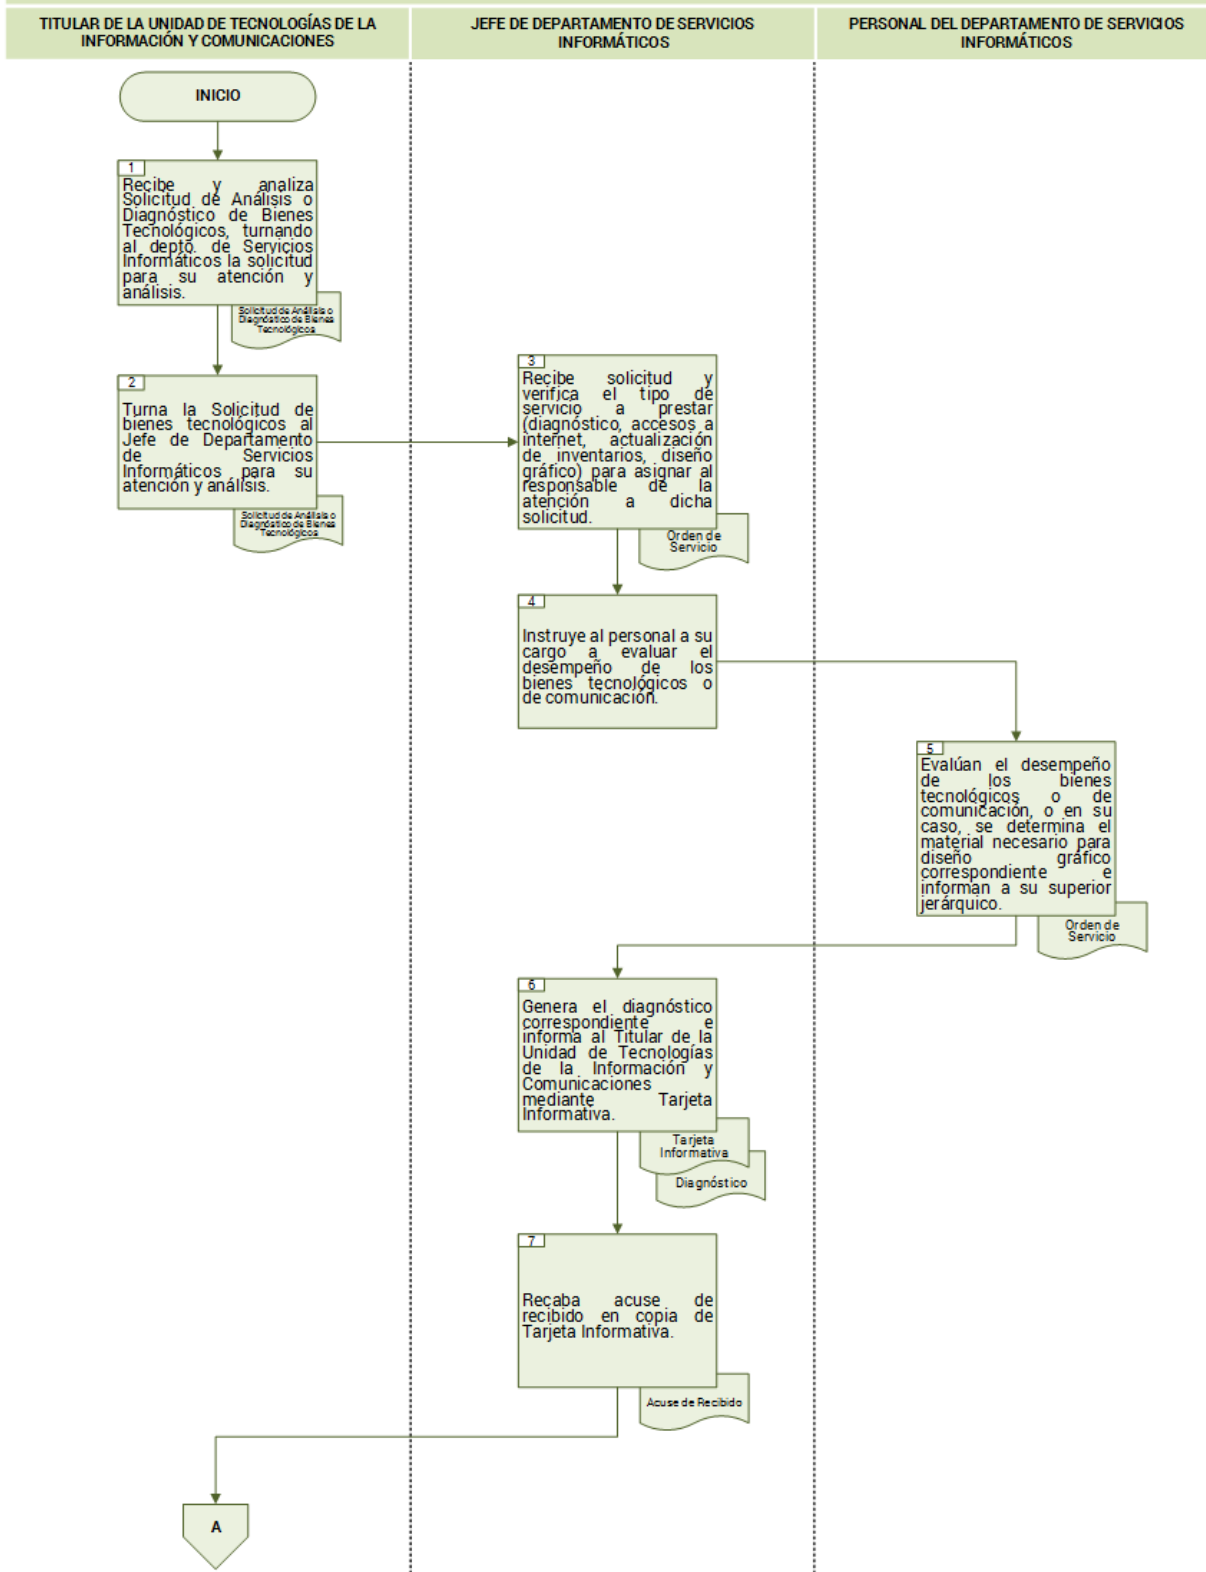 TITULAR DE LA UNIDAD DE TECNOLOGÍAS DE LA
INFORMACIÓN Y COMUNICACIONES
JEFE DE DEPARTAMENTO DE SERVICIOS
INFORMÁTICOS
PERSONAL DEL DEPARTAMENTO DE SERVICIOS
INFORMÁTICOS
INICIO
1
Recibe y analiza
Solicitud de Análisis o
Diagnóstico de Bienes
Tecnológicos, turnando
al depto. de Servicios
Informáticos la solicitud
para su atención y
análisis.
Solicitud de Análisis o
Diagnóstico de Bienes
Tecnológicos
2
Turna la Solicitud de
bienes tecnológicos al
Jefe de Departamento
de Servicios
Informáticos para su
atención y análisis.
Solicitud de Análisis o
Diagnóstico de Bienes
Tecnológicos
3
Recibe solicitud y
verifica el tipo de
servicio a prestar
(diagnóstico, accesos a
internet, actualización
de inventarios, diseño
gráfico) para asignar al
responsable de la
atención a dicha
solicitud.
Orden de
Servicio
4
Instruye al personal a su
cargo a evaluar el
desempeño de los
bienes tecnológicos o
de comunicación.
5
Evalúan el desempeño
de los bienes
tecnológicos o de
comunicación, o en su
caso, se determina el
material necesario para
diseño gráfico
correspondiente e
informan a su superior
jerárquico.
Orden de
Servicio
6
Genera el diagnóstico
correspondiente e
informa al Titular de la
Unidad de Tecnologías
de la Información y
Comunicaciones
mediante Tarjeta
Informativa.
Tarjeta
Informativa
Diagnóstico
7
Recaba acuse de
recibido en copia de
Tarjeta Informativa.
Acuse de Recibido
A